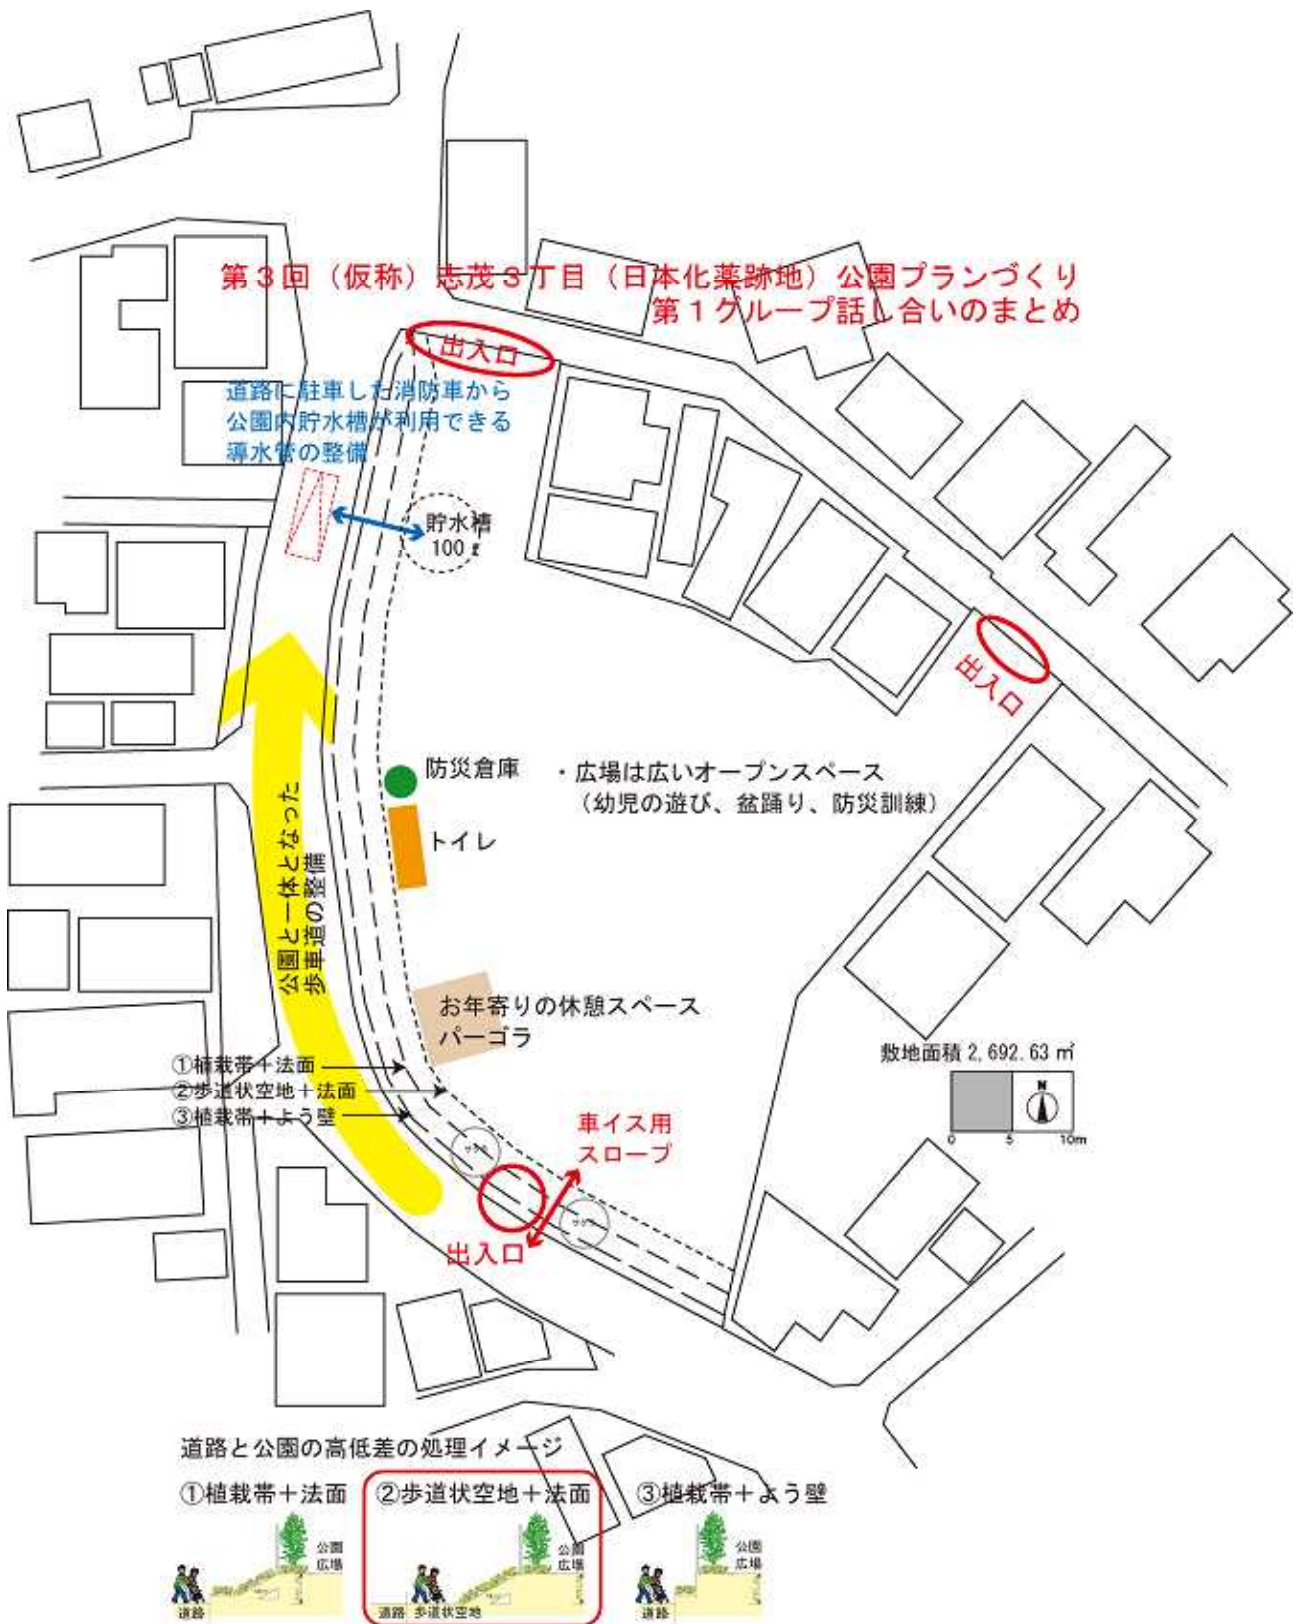 第３回（仮称）志茂３丁目（日本化薬跡地）公園プランづくり
第１グループ話し合いのまとめ
出入口
道路に駐車した消防車から
公園内貯水槽が利用できる
導水管の整備
貯水槽
100ｔ
出入口
防災倉庫
・広場は広いオープンスペース
（幼児の遊び、盆踊り、防災訓練）
トイレ
公園と一体となった
歩車道の整備
お年寄りの休憩スペース
パーゴラ
敷地面積 2,692.63 ㎡
N
0 5 10m
①植栽帯＋法面
②歩道状空地＋法面
③植栽帯＋よう壁
車イス用
スロープ
サクラ
サクラ
出入口
道路と公園の高低差の処理イメージ
①植栽帯＋法面
②歩道状空地＋法面
③植栽帯＋よう壁
公園
広場
道路
公園
広場
道路 歩道状空地
公園
広場
道路